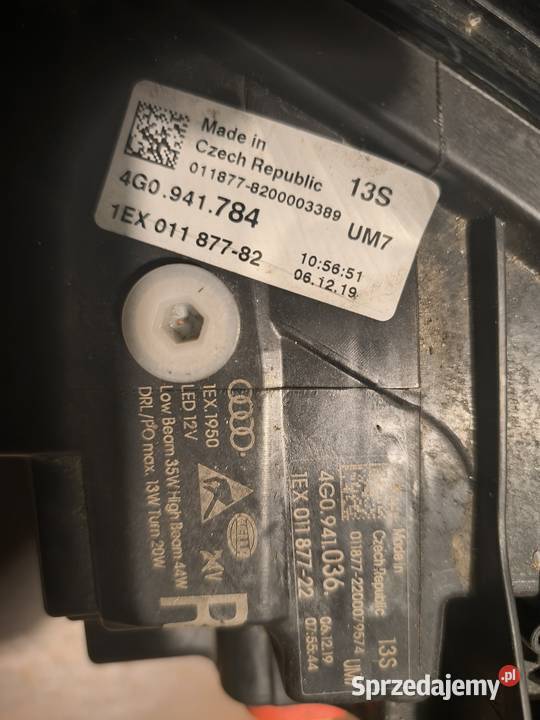 Made in
Czech Republic
011877-8200003389
13S
4G0.941.784
UM7
1EX 011 877-82
10:56:51
06.12.19
1EX.1950
LED 12V
Low Beam 35W High Beam 44W
DRL/PO max. 13W Turn 20W
HELLA
24V
R
Made in
Czech Republic
011877-2200079574
13S
4G0.941.036.
UM
1EX 011 877-22
06.12.19
07:55:44
Sprzedajemy.pl